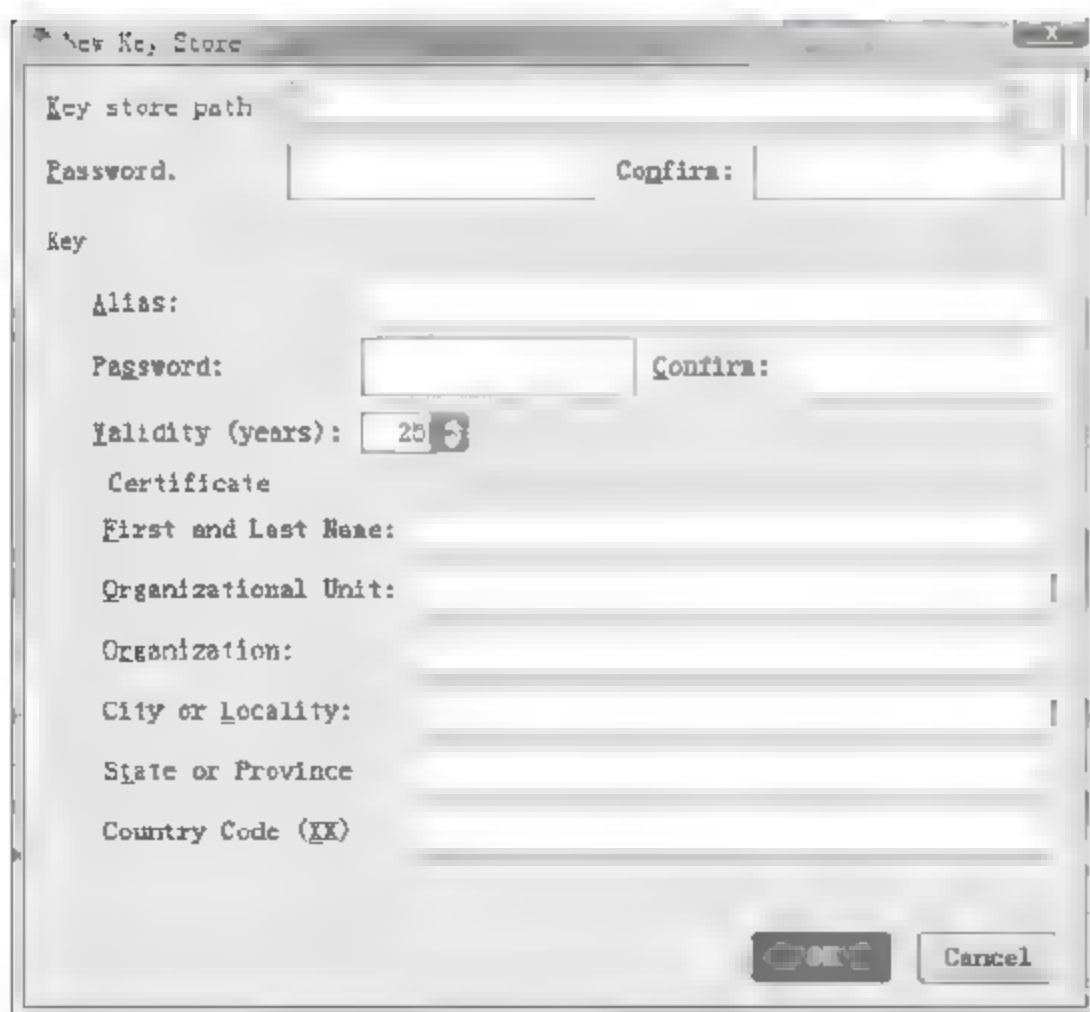 New Key Store
X
Key store path
Password. Confirm:
Key
Alias:
Password: Confirm:
Validity (years): 25
Certificate
First and Last Name:
Organizational Unit:
Organization:
City or Locality:
State or Province
Country Code (XX)
OK Cancel